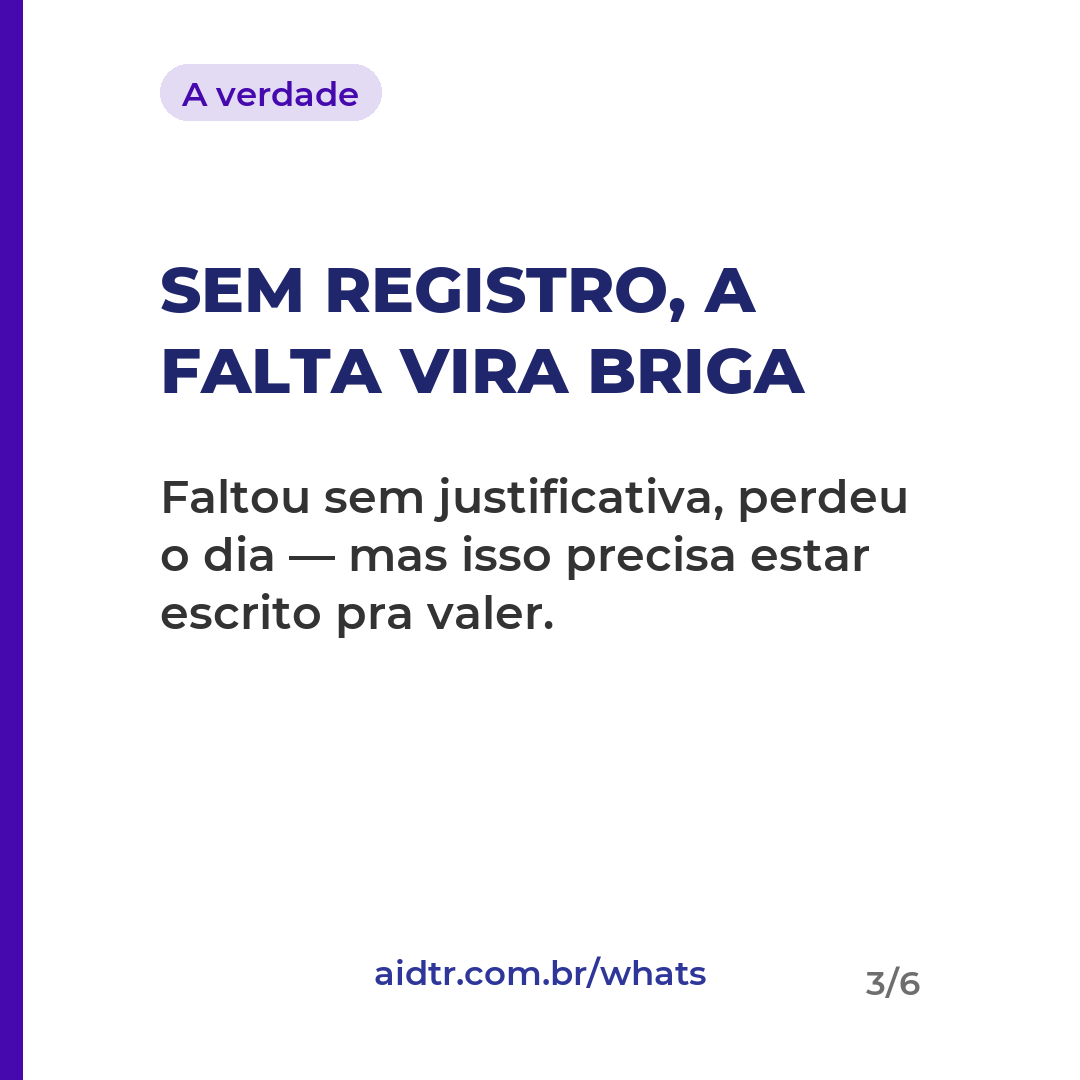 A verdade
SEM REGISTRO, A
FALTA VIRA BRIGA
Faltou sem justificativa, perdeu
o dia — mas isso precisa estar
escrito pra valer.
aidtr.com.br/whats
3/6